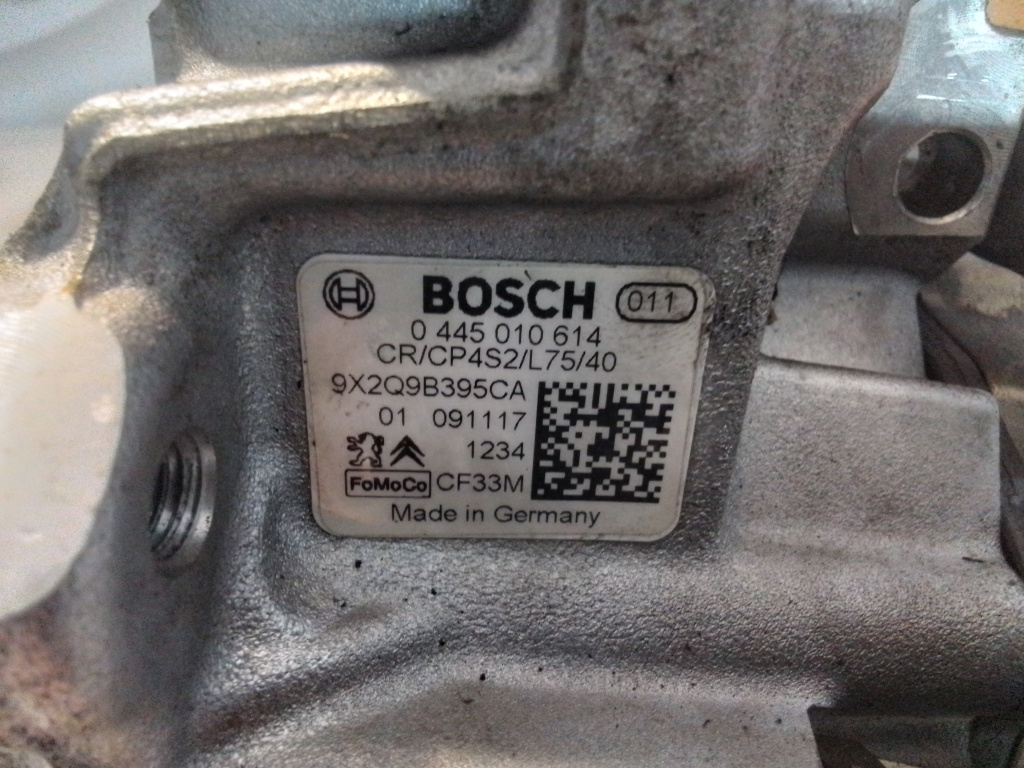 BOSCH 011
0 445 010 614
CR/CP4S2/L75/40
9X2Q9B395CA
01 091117
1234
FoMoCo CF33M
Made in Germany